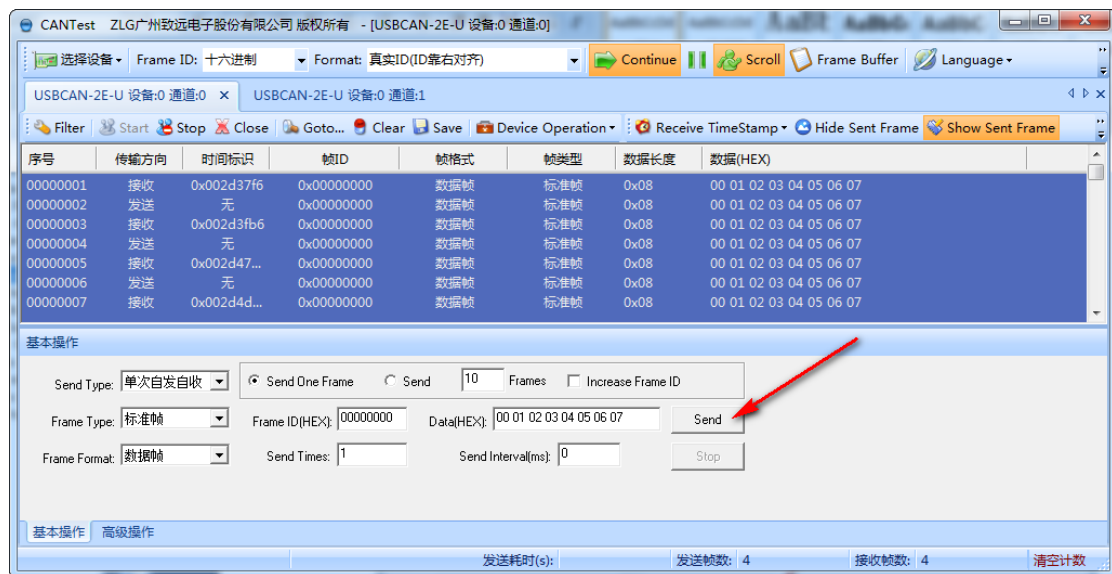 CANTest ZLG广州致远电子股份有限公司 版权所有 - [USBCAN-2E-U 设备:0 通道:0]
选择设备 Frame ID: 十六进制 Format: 真实ID(ID靠右对齐) Continue Scroll Frame Buffer Language
USBCAN-2E-U 设备:0 通道:0 × USBCAN-2E-U 设备:0 通道:1
Filter Start Stop Close Goto... Clear Save Device Operation Receive TimeStamp Hide Sent Frame Show Sent Frame
序号 传输方向 时间标识 帧ID 帧格式 帧类型 数据长度 数据(HEX)
00000001 接收 0x002d37f6 0x00000000 数据帧 标准帧 0x08 00 01 02 03 04 05 06 07
00000002 发送 无 0x00000000 数据帧 标准帧 0x08 00 01 02 03 04 05 06 07
00000003 接收 0x002d3fb6 0x00000000 数据帧 标准帧 0x08 00 01 02 03 04 05 06 07
00000004 发送 无 0x00000000 数据帧 标准帧 0x08 00 01 02 03 04 05 06 07
00000005 接收 0x002d47... 0x00000000 数据帧 标准帧 0x08 00 01 02 03 04 05 06 07
00000006 发送 无 0x00000000 数据帧 标准帧 0x08 00 01 02 03 04 05 06 07
00000007 接收 0x002d4d... 0x00000000 数据帧 标准帧 0x08 00 01 02 03 04 05 06 07
基本操作
Send Type: 单次自发自收 Send One Frame Send 10 Frames Increase Frame ID
Frame Type: 标准帧 Frame ID(HEX): 00000000 Data(HEX): 00 01 02 03 04 05 06 07 Send
Frame Format: 数据帧 Send Times: 1 Send Interval(ms): 0 Stop
基本操作 高级操作
发送耗时(s): 发送帧数: 4 接收帧数: 4 清空计数